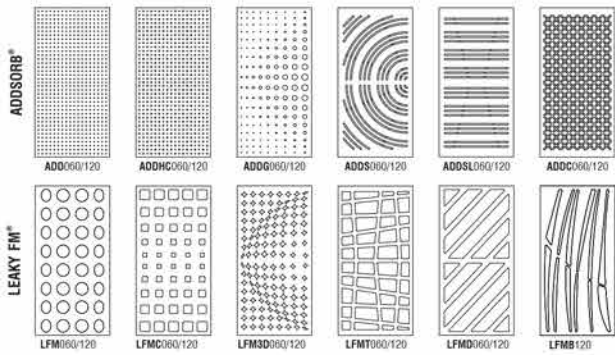 ADDSORB®
ADD060/120
ADDHC060/120
ADDG060/120
ADDS060/120
ADDSL060/120
ADDC060/120
LEAKY FM®
LFM060/120
LFMC060/120
LFM3D060/120
LFMT060/120
LFMD060/120
LFMB120